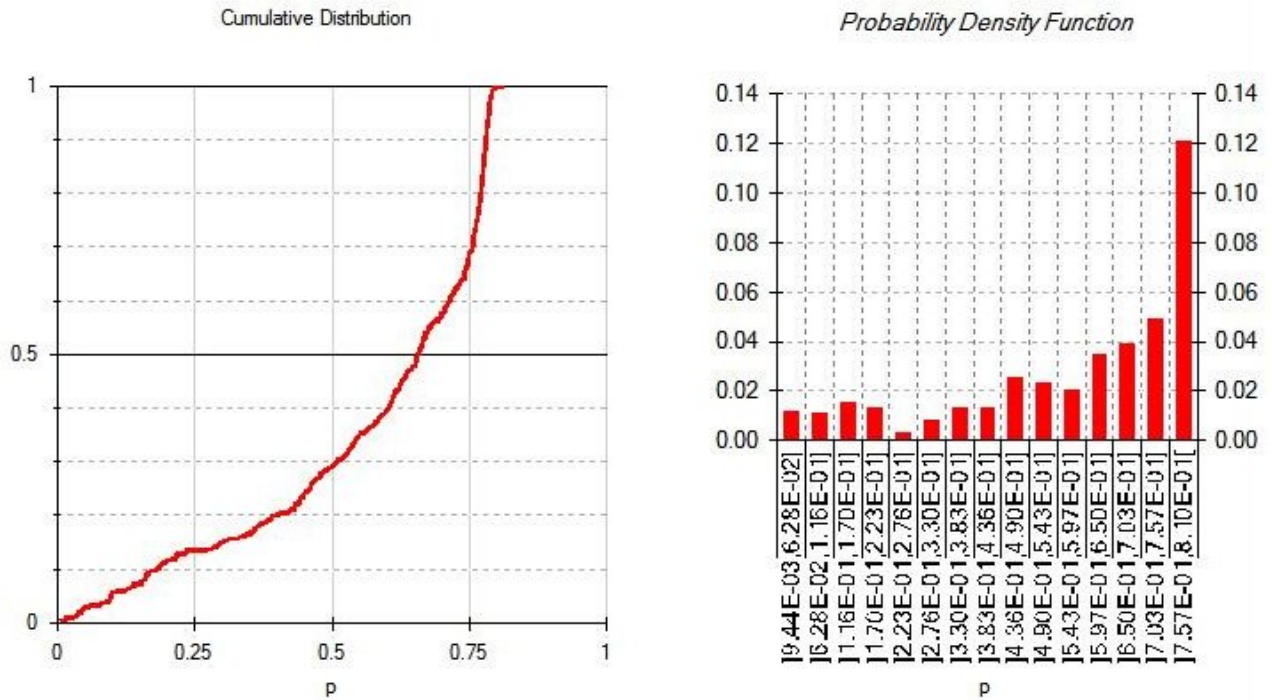 Cumulative Distribution
1
0.5
0
0
0.25
0.5
0.75
1
p
Probability Density Function
0.14
0.12
0.10
0.08
0.06
0.04
0.02
0.00
0.14
0.12
0.10
0.08
0.06
0.04
0.02
0.00
]9.44E-03,6.28E-02]
]6.28E-02,1.16E-01]
]1.16E-01,1.70E-01]
]1.70E-01,2.23E-01]
]2.23E-01,2.76E-01]
]2.76E-01,3.30E-01]
]3.30E-01,3.83E-01]
]3.83E-01,4.36E-01]
]4.36E-01,4.90E-01]
]4.90E-01,5.43E-01]
]5.43E-01,5.97E-01]
]5.97E-01,6.50E-01]
]6.50E-01,7.03E-01]
]7.03E-01,7.57E-01]
]7.57E-01,8.10E-01[
p